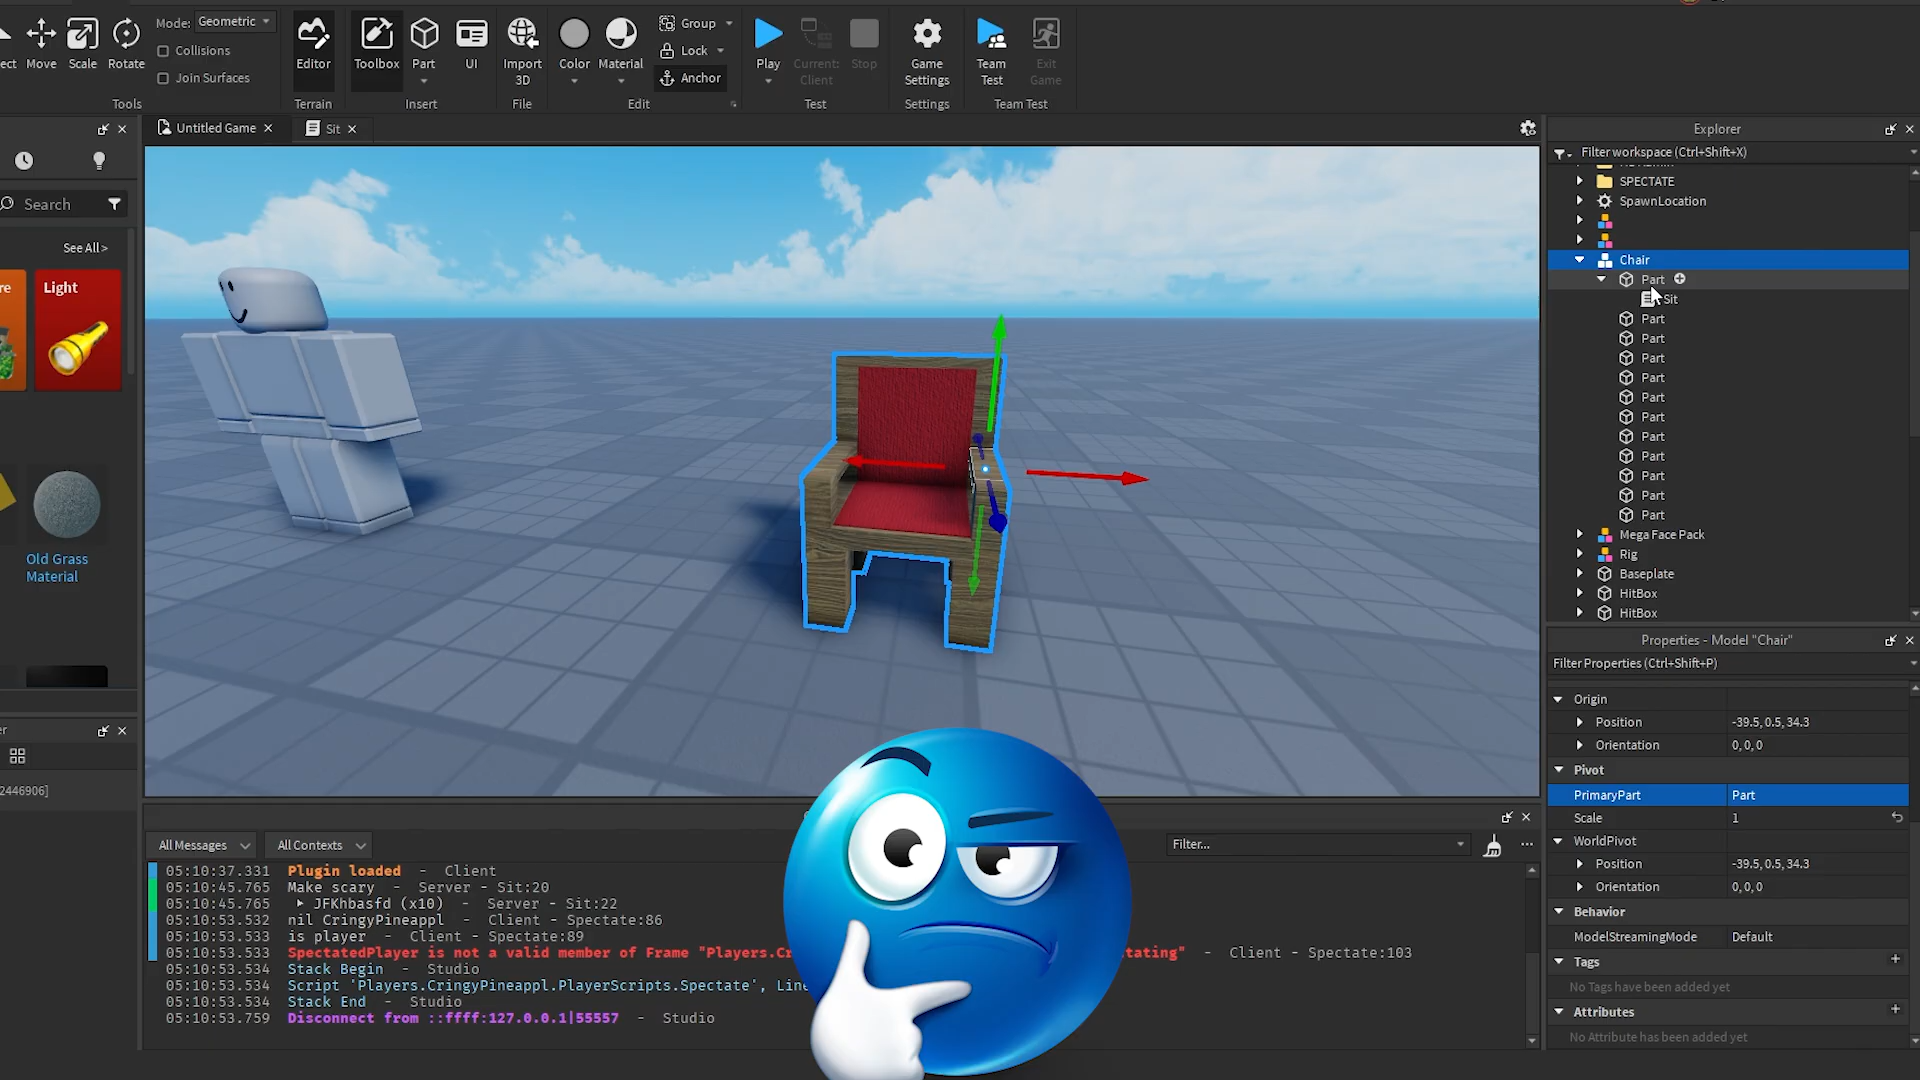 Mode: Geometric
Collisions
Join Surfaces
ect Move Scale Rotate
Tools
Editor
Terrain
Toolbox Part UI
Insert
Import
3D
File
Color Material
Group
Lock
Anchor
Edit
Play Current: Stop
Client
Test
Game
Settings
Settings
Team Exit
Test Game
Team Test
Untitled Game
Sit
Search
See All >
re
Light
Old Grass
Material
er
2446906]
Explorer
Filter workspace (Ctrl+Shift+X)
SPECTATE
SpawnLocation
Chair
Part
Sit
Part
Part
Part
Part
Part
Part
Part
Part
Part
Part
Part
Mega Face Pack
Rig
Baseplate
HitBox
HitBox
Properties - Model "Chair"
Filter Properties (Ctrl+Shift+P)
Origin
Position -39.5, 0.5, 34.3
Orientation 0, 0, 0
Pivot
PrimaryPart Part
Scale 1
WorldPivot
Position -39.5, 0.5, 34.3
Orientation 0, 0, 0
Behavior
ModelStreamingMode Default
Tags
No Tags have been added yet
Attributes
No Attribute has been added yet
All Messages All Contexts Filter...
05:10:37.331 Plugin loaded - Client
05:10:45.765 Make scary - Server - Sit:20
05:10:45.765 JFKhbasfd (x10) - Server - Sit:22
05:10:53.532 nil CringyPineappl - Client - Spectate:86
05:10:53.533 is player - Client - Spectate:89
05:10:53.533 SpectatedPlayer is not a valid member of Frame "Players.Cr tating" - Client - Spectate:103
05:10:53.534 Stack Begin - Studio
05:10:53.534 Script 'Players.CringyPineappl.PlayerScripts.Spectate', Line
05:10:53.534 Stack End - Studio
05:10:53.759 Disconnect from ::ffff:127.0.0.1|55557 - Studio